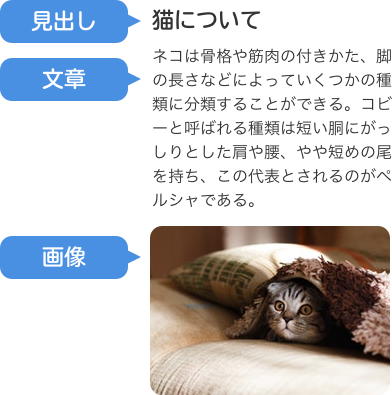 見出し
猫について
文章
ネコは骨格や筋肉の付きかた、脚
の長さなどによっていくつかの種
類に分類することができる。コビ
ーと呼ばれる種類は短い胴にがっ
しりとした肩や腰、やや短めの尾
を持ち、この代表とされるのがペ
ルシャである。
画像